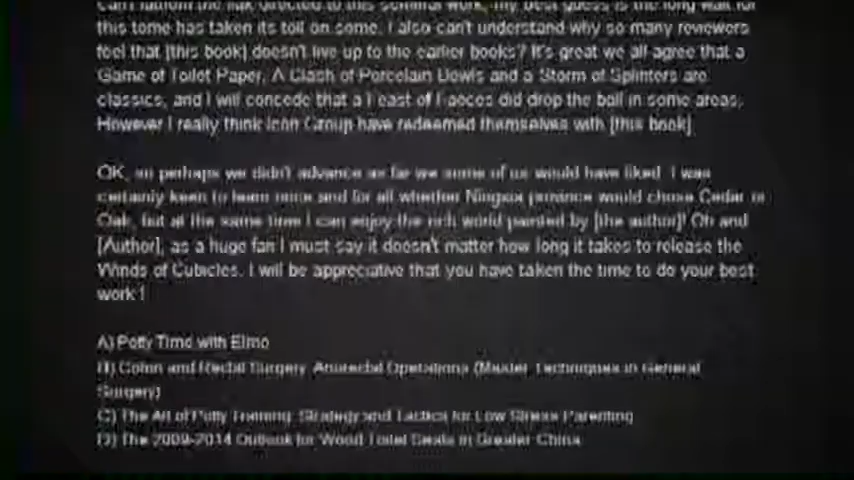 can't fathom the flak directed to this seminal work, my best guess is the long wait for
this tome has taken its toll on some. I also can't understand why so many reviewers
feel that [this book] doesn't live up to the earlier books? It's great we all agree that a
Game of Toilet Paper, A Clash of Porcelain Bowls and a Storm of Splinters are
classics, and I will concede that a Feast of Faeces did drop the ball in some areas.
However I really think Icon Group have redeemed themselves with [this book].
OK, so perhaps we didn't advance as far we some of us would have liked. I was
certainly keen to learn once and for all whether Ningxia province would chose Cedar or
Oak, but at the same time I can enjoy the rich world painted by [the author]! Oh and
[Author], as a huge fan I must say it doesn't matter how long it takes to release the
Winds of Cubicles. I will be appreciative that you have taken the time to do your best
work!
A) Potty Time with Elmo
B) Colon and Rectal Surgery: Anorectal Operations (Master Techniques in General
Surgery)
C) The Art of Potty Training: Strategy and Tactics for Low Stress Parenting
D) The 2009-2014 Outlook for Wood Toilet Seats in Greater China